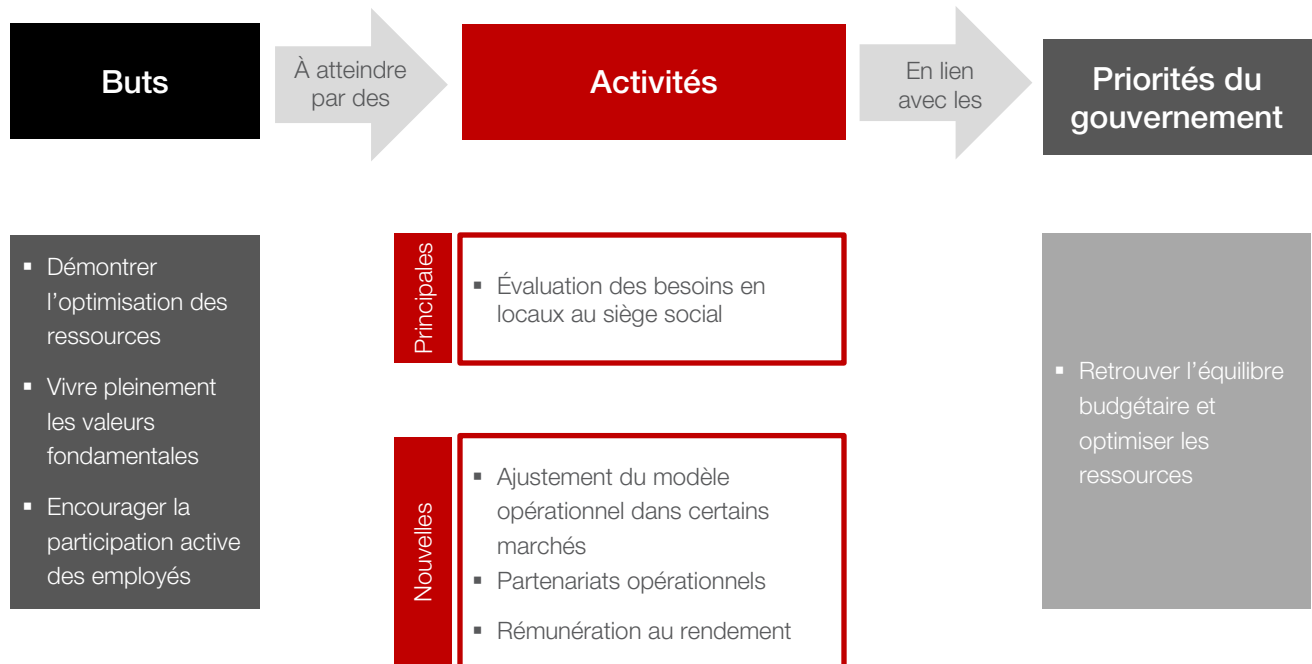 Buts
À atteindre
par des
Activités
En lien
avec les
Priorités du
gouvernement
▪ Démontrer
l’optimisation des
ressources
▪ Vivre pleinement
les valeurs
fondamentales
▪ Encourager la
participation active
des employés
Principales
▪ Évaluation des besoins en
locaux au siège social
Nouvelles
▪ Ajustement du modèle
opérationnel dans certains
marchés
▪ Partenariats opérationnels
▪ Rémunération au rendement
▪ Retrouver l’équilibre
budgétaire et
optimiser les
ressources